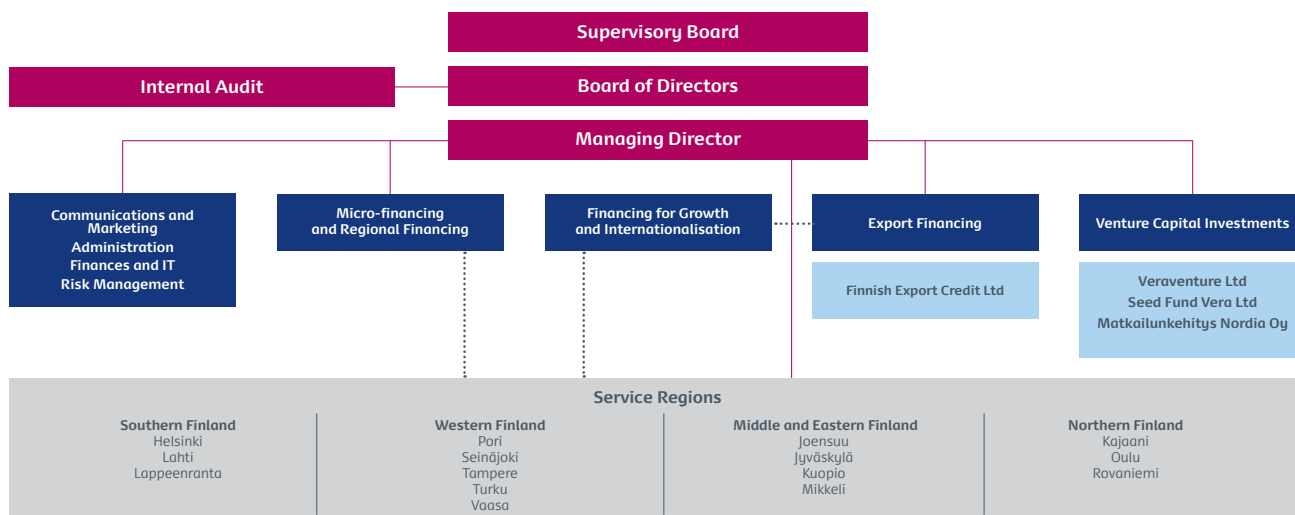 Supervisory Board
Internal Audit
Board of Directors
Managing Director
Communications and
Marketing
Administration
Finances and IT
Risk Management
Micro-financing
and Regional Financing
Financing for Growth
and Internationalisation
Export Financing
Venture Capital Investments
Finnish Export Credit Ltd
Veraventure Ltd
Seed Fund Vera Ltd
Matkailunkehitys Nordia Oy
Service Regions
Southern Finland
Helsinki
Lahti
Lappeenranta
Western Finland
Pori
Seinäjoki
Tampere
Turku
Vaasa
Middle and Eastern Finland
Joensuu
Jyväskylä
Kuopio
Mikkeli
Northern Finland
Kajaani
Oulu
Rovaniemi